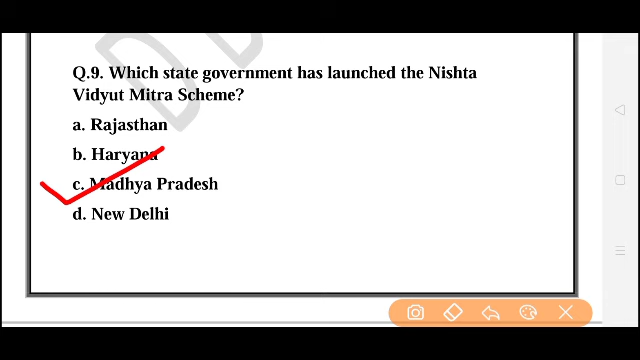 Q.9. Which state government has launched the Nishta
Vidyut Mitra Scheme?
a. Rajasthan
b. Haryana
c. Madhya Pradesh
d. New Delhi